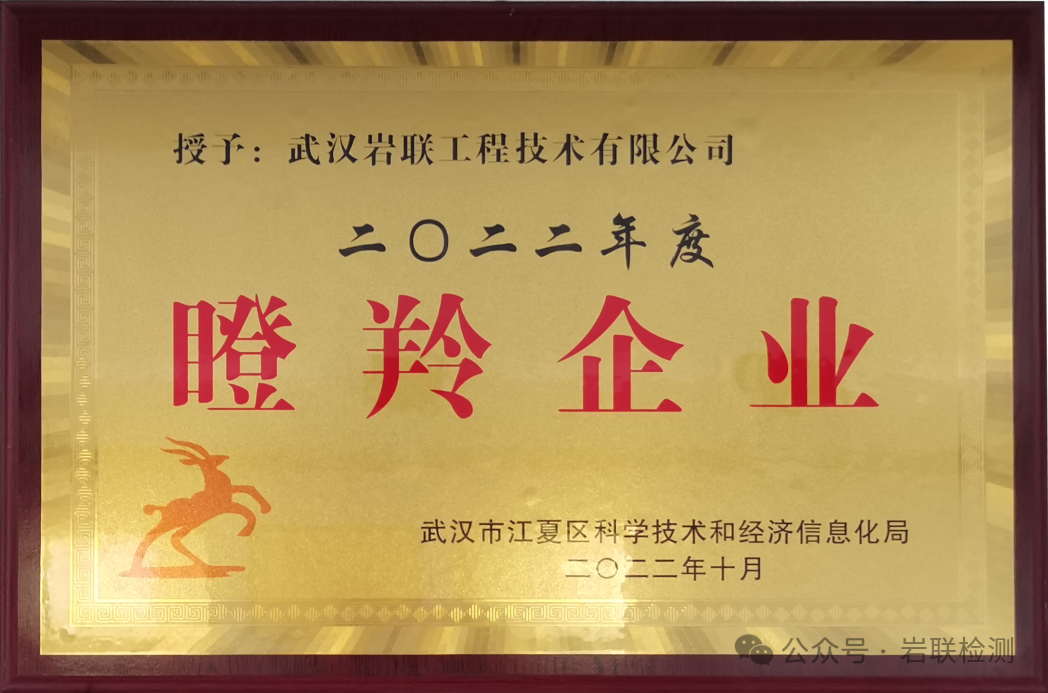 授予：武汉岩联工程技术有限公司
二〇二二年度
瞪羚企业
武汉市江夏区科学技术和经济信息化局
二〇二二年十月
公众号·岩联检测